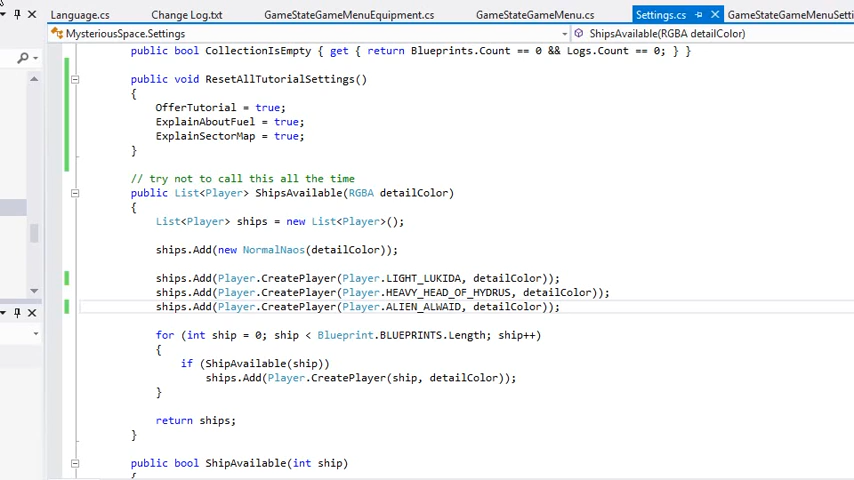 Language.cs Change Log.txt GameStateGameMenuEquipment.cs GameStateGameMenu.cs Settings.cs GameStateGameMenuSetti
MysteriousSpace.Settings ShipsAvailable(RGBA detailColor)
public bool CollectionIsEmpty { get { return Blueprints.Count == 0 && Logs.Count == 0; } }
public void ResetAllTutorialSettings()
{
OfferTutorial = true;
ExplainAboutFuel = true;
ExplainSectorMap = true;
}
// try not to call this all the time
public List<Player> ShipsAvailable(RGBA detailColor)
{
List<Player> ships = new List<Player>();
ships.Add(new NormalNaos(detailColor));
ships.Add(Player.CreatePlayer(Player.LIGHT_LUKIDA, detailColor));
ships.Add(Player.CreatePlayer(Player.HEAVY_HEAD_OF_HYDRUS, detailColor));
ships.Add(Player.CreatePlayer(Player.ALIEN_ALWAID, detailColor));
for (int ship = 0; ship < Blueprint.BLUEPRINTS.Length; ship++)
{
if (ShipAvailable(ship))
ships.Add(Player.CreatePlayer(ship, detailColor));
}
return ships;
}
public bool ShipAvailable(int ship)
{